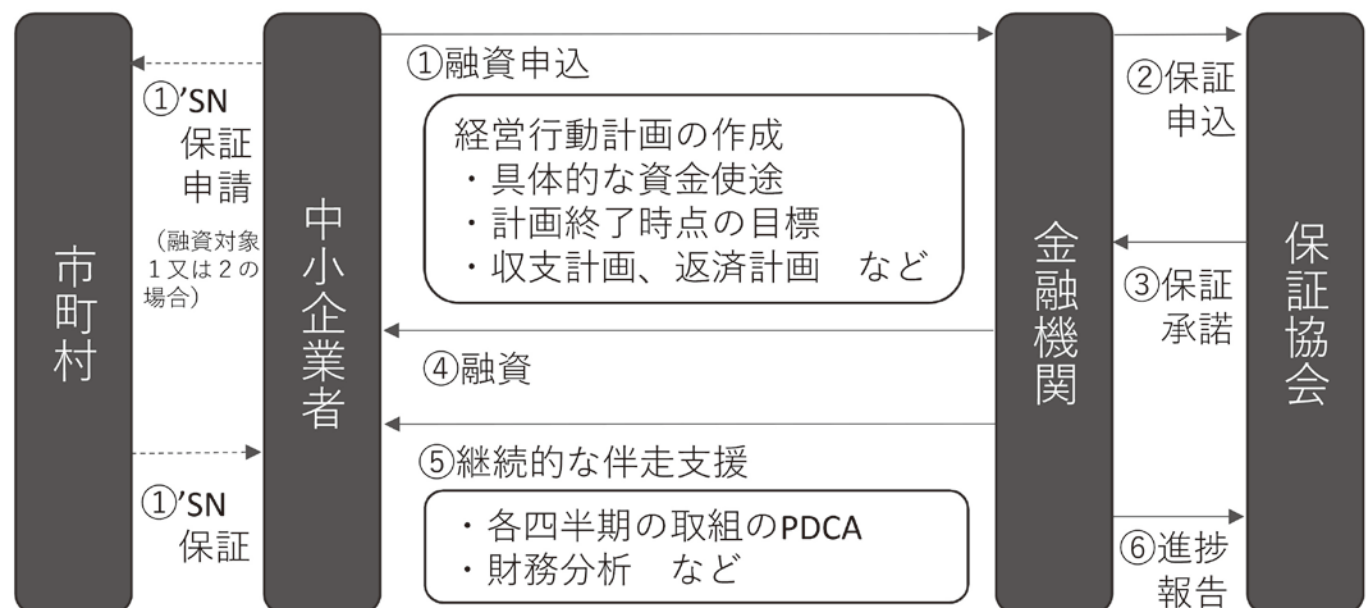 市町村
①’SN
保証
申請
（融資対象
１又は２の
場合）
①’SN
保証
中小企業者
①融資申込
経営行動計画の作成
・具体的な資金使途
・計画終了時点の目標
・収支計画、返済計画　など
④融資
⑤継続的な伴走支援
・各四半期の取組のPDCA
・財務分析　など
金融機関
②保証
申込
③保証
承諾
⑥進捗
報告
保証協会